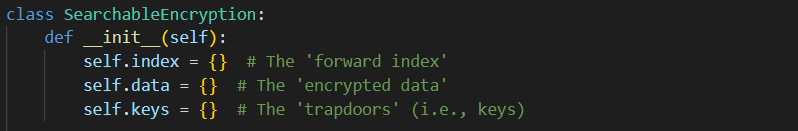 class SearchableEncryption:
    def __init__(self):
        self.index = {}  # The 'forward index'
        self.data = {}  # The 'encrypted data'
        self.keys = {}  # The 'trapdoors' (i.e., keys)